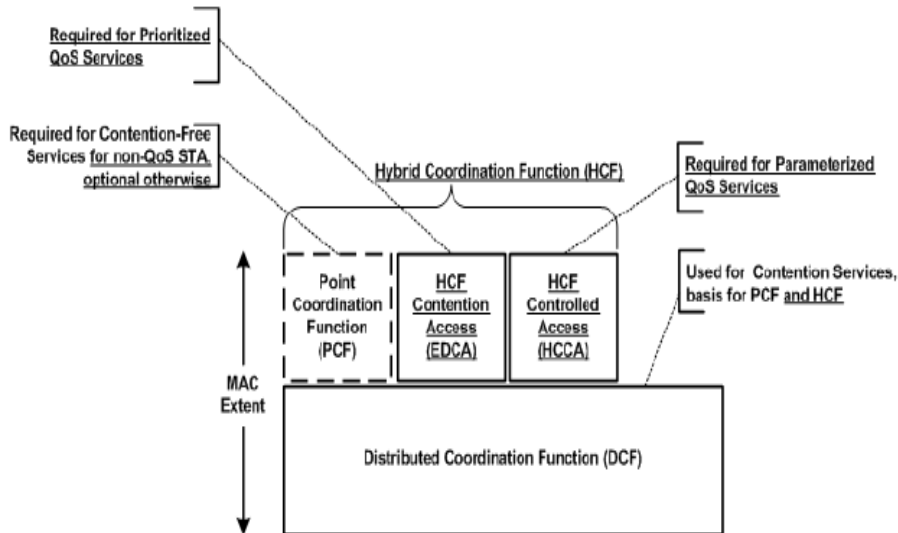 Required for Prioritized
QoS Services
Required for Contention-Free
Services for non-QoS STA,
optional otherwise
Hybrid Coordination Function (HCF)
Required for Parameterized
QoS Services
Used for Contention Services,
basis for PCF and HCF
Point
Coordination
Function
(PCF)
HCF
Contention
Access
(EDCA)
HCF
Controlled
Access
(HCCA)
MAC
Extent
Distributed Coordination Function (DCF)